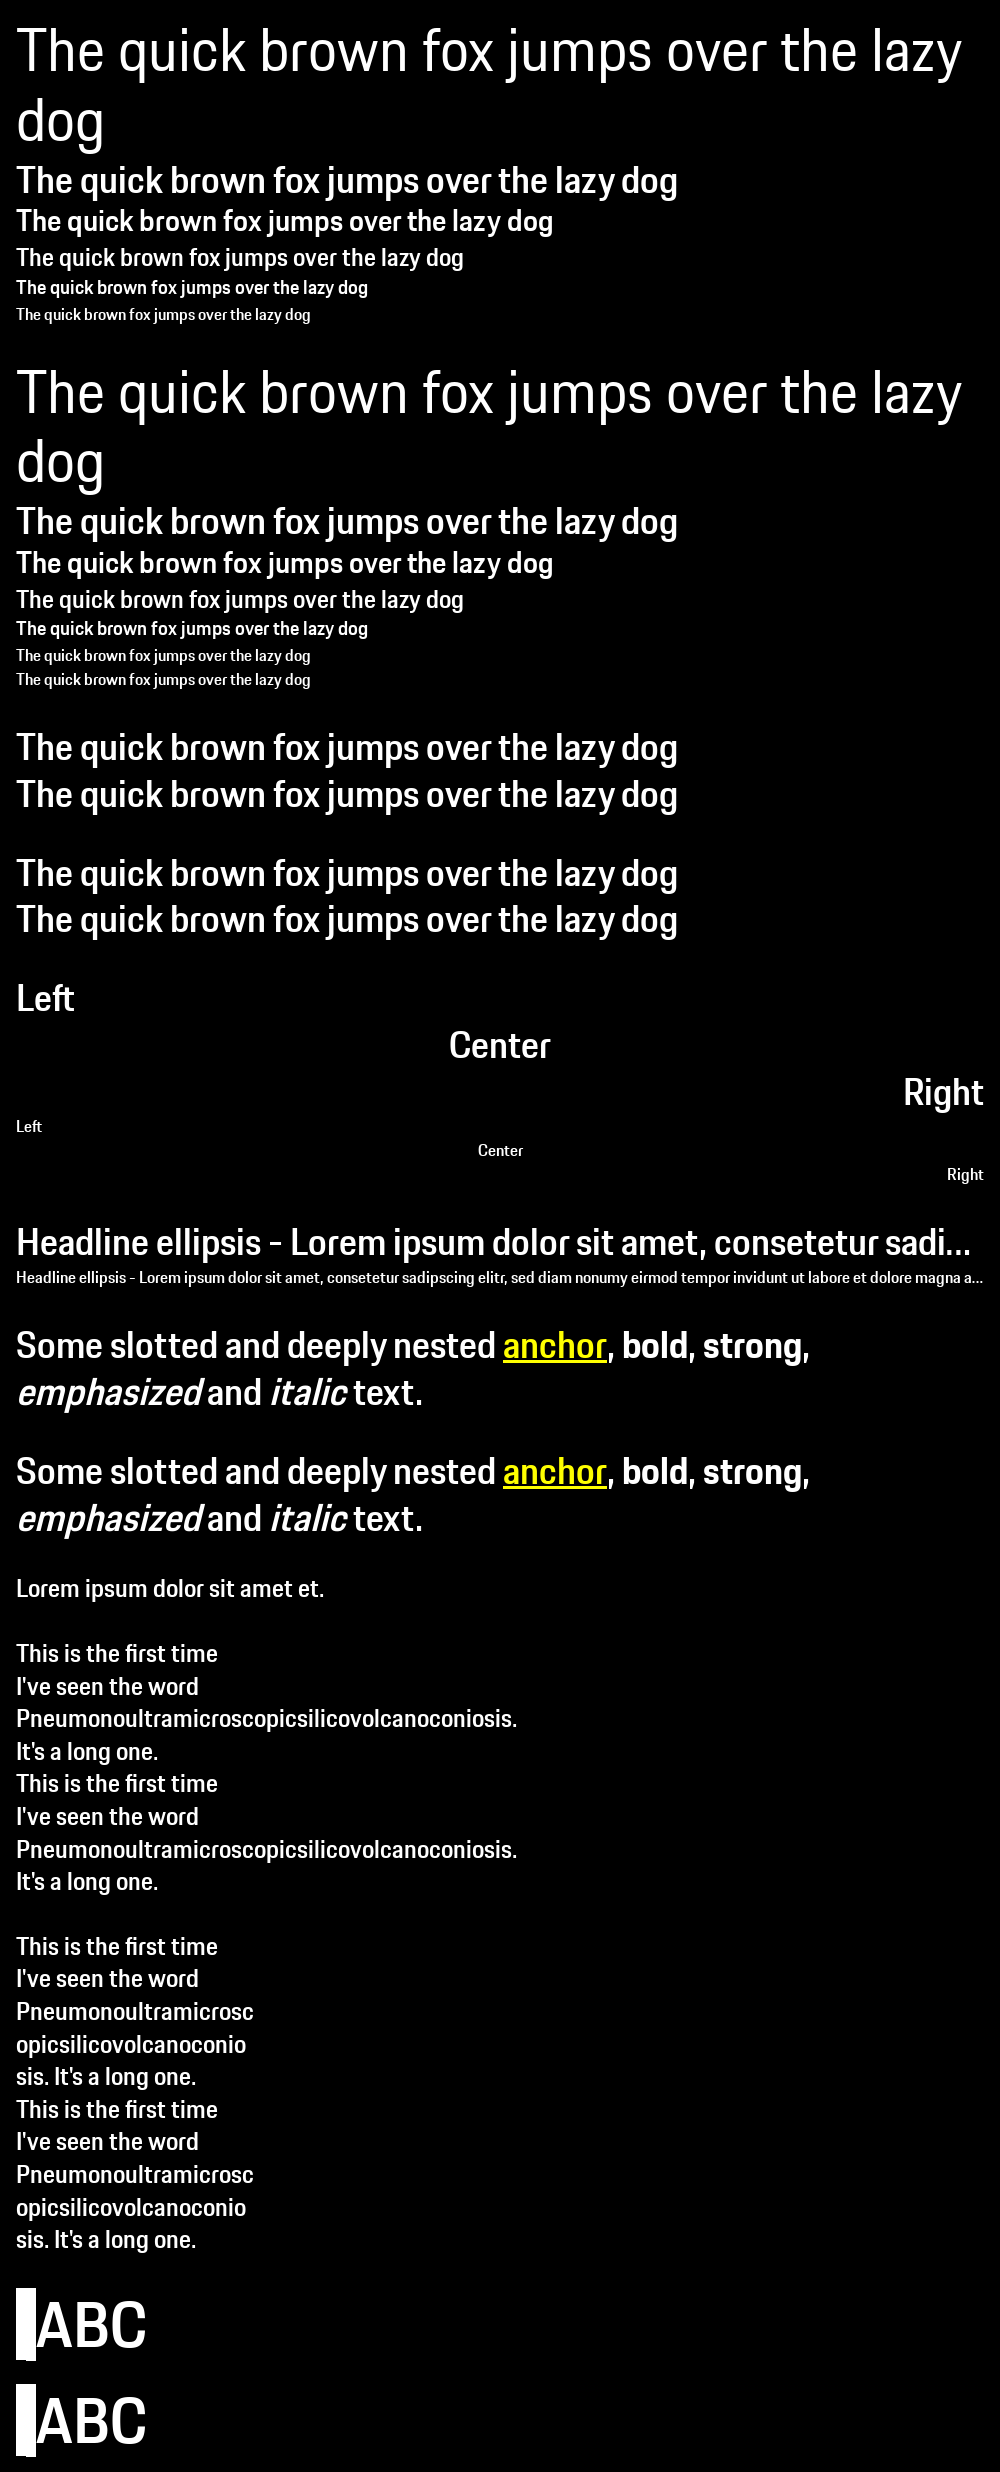 The quick brown fox jumps over the lazy
dog
The quick brown fox jumps over the lazy dog
The quick brown fox jumps over the lazy dog
The quick brown fox jumps over the lazy dog
The quick brown fox jumps over the lazy dog
The quick brown fox jumps over the lazy dog
The quick brown fox jumps over the lazy
dog
The quick brown fox jumps over the lazy dog
The quick brown fox jumps over the lazy dog
The quick brown fox jumps over the lazy dog
The quick brown fox jumps over the lazy dog
The quick brown fox jumps over the lazy dog
The quick brown fox jumps over the lazy dog
The quick brown fox jumps over the lazy dog
The quick brown fox jumps over the lazy dog
The quick brown fox jumps over the lazy dog
The quick brown fox jumps over the lazy dog
Left
Center
Right
Left
Center
Right
Headline ellipsis - Lorem ipsum dolor sit amet, consetetur sadi...
Headline ellipsis - Lorem ipsum dolor sit amet, consetetur sadipscing elitr, sed diam nonumy eirmod tempor invidunt ut labore et dolore magna a...
Some slotted and deeply nested anchor, bold, strong,
emphasized and italic text.
Some slotted and deeply nested anchor, bold, strong,
emphasized and italic text.
Lorem ipsum dolor sit amet et.
This is the first time
I've seen the word
Pneumonoultramicroscopicsilicovolcanoconiosis.
It's a long one.
This is the first time
I've seen the word
Pneumonoultramicroscopicsilicovolcanoconiosis.
It's a long one.
This is the first time
I've seen the word
Pneumonoultramicrosc
opicsilicovolcanoconio
sis. It's a long one.
This is the first time
I've seen the word
Pneumonoultramicrosc
opicsilicovolcanoconio
sis. It's a long one.
ABC
ABC